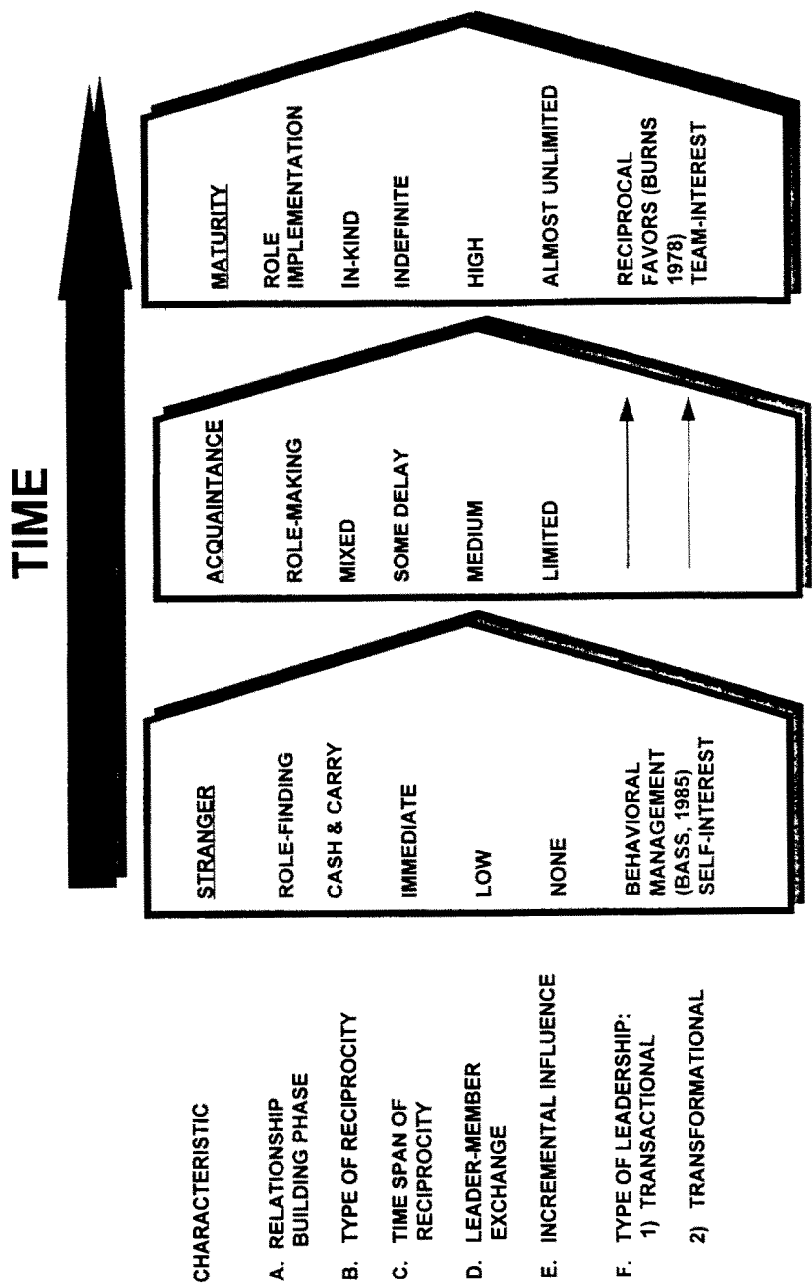 TIME
CHARACTERISTIC
STRANGER
ACQUAINTANCE
MATURITY
A. RELATIONSHIP
BUILDING PHASE
ROLE-FINDING
ROLE-MAKING
ROLE
IMPLEMENTATION
B. TYPE OF RECIPROCITY
CASH & CARRY
MIXED
IN-KIND
C. TIME SPAN OF
RECIPROCITY
IMMEDIATE
SOME DELAY
INDEFINITE
D. LEADER-MEMBER
EXCHANGE
LOW
MEDIUM
HIGH
E. INCREMENTAL INFLUENCE
NONE
LIMITED
ALMOST UNLIMITED
F. TYPE OF LEADERSHIP:
1) TRANSACTIONAL
2) TRANSFORMATIONAL
BEHAVIORAL
MANAGEMENT
(BASS, 1985)
SELF-INTEREST
RECIPROCAL
FAVORS (BURNS
1978)
TEAM-INTEREST